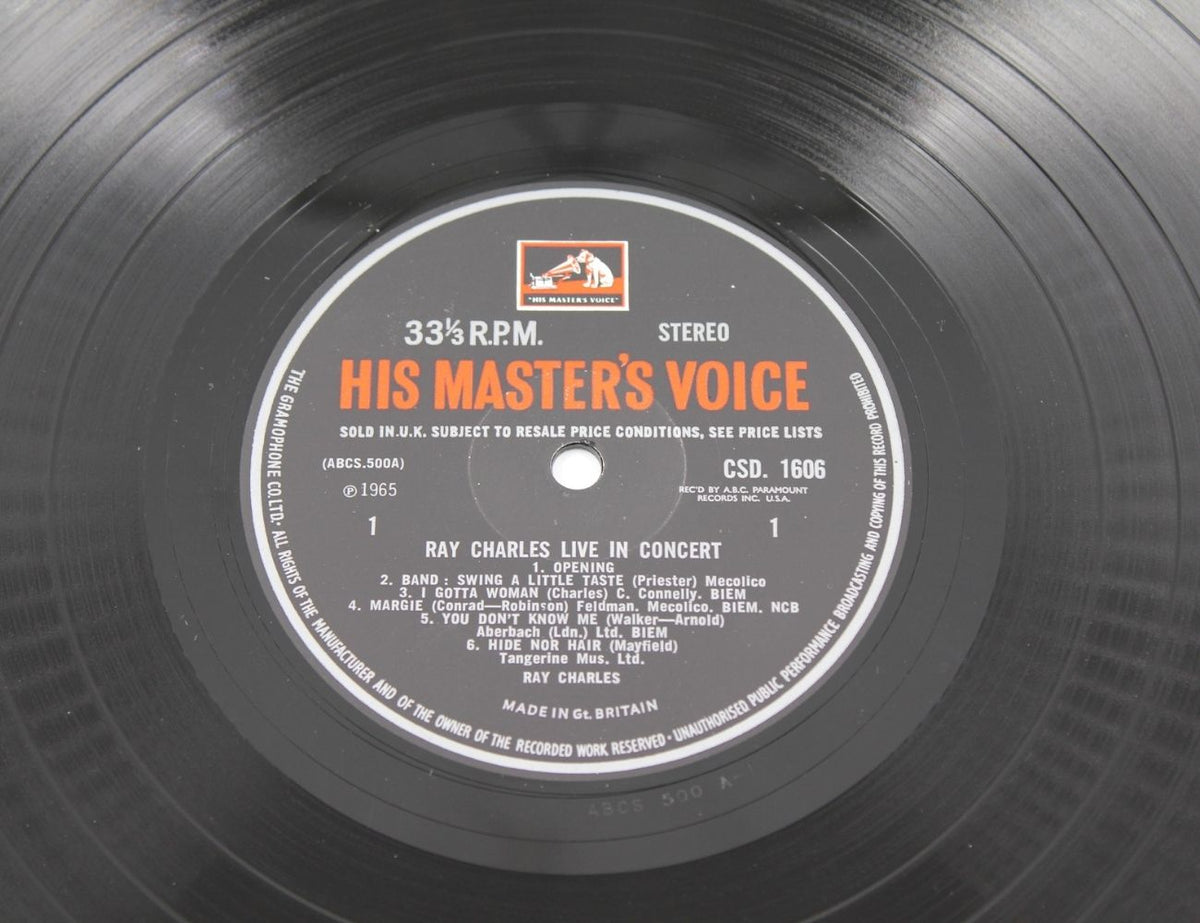 "HIS MASTER'S VOICE"
33⅓ R.P.M. STEREO
HIS MASTER'S VOICE
SOLD IN U.K. SUBJECT TO RESALE PRICE CONDITIONS, SEE PRICE LISTS
(ABCS.500A) CSD. 1606
℗ 1965 REC'D BY A.B.C. PARAMOUNT
RECORDS INC. U.S.A.
1 1
RAY CHARLES LIVE IN CONCERT
1. OPENING
2. BAND : SWING A LITTLE TASTE (Priester) Mecolico
3. I GOTTA WOMAN (Charles) C. Connelly. BIEM
4. MARGIE (Conrad—Robinson) Feldman. Mecolico. BIEM. NCB
5. YOU DON'T KNOW ME (Walker—Arnold)
Aberbach (Ldn.) Ltd. BIEM
6. HIDE NOR HAIR (Mayfield)
Tangerine Mus. Ltd.
RAY CHARLES
MADE IN Gt. BRITAIN
THE GRAMOPHONE CO. LTD. · ALL RIGHTS OF THE MANUFACTURER AND OF THE OWNER OF THE RECORDED WORK RESERVED · UNAUTHORISED PUBLIC PERFORMANCE BROADCASTING AND COPYING OF THIS RECORD PROHIBITED
ABCS 500 A-1